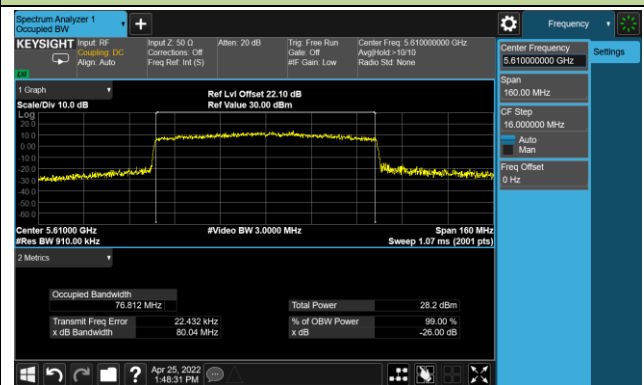 Spectrum Analyzer 1
Occupied BW
Frequency
KEYSIGHT
Input: RF
Coupling: DC
Align: Auto
Input Z: 50 Ω
Corrections: Off
Freq Ref: Int (S)
Atten: 20 dB
Trig: Free Run
Gate: Off
#IF Gain: Low
Center Freq: 5.610000000 GHz
Avg|Hold:>10/10
Radio Std: None
Center Frequency
5.610000000 GHz
Settings
Span
160.00 MHz
CF Step
16.000000 MHz
Auto
Man
Freq Offset
0 Hz
1 Graph
Scale/Div 10.0 dB
Ref Lvl Offset 22.10 dB
Ref Value 30.00 dBm
Log
20.0
10.0
0.00
-10.0
-20.0
-30.0
-40.0
-50.0
-60.0
Center 5.61000 GHz
#Res BW 910.00 kHz
#Video BW 3.0000 MHz
Span 160 MHz
Sweep 1.07 ms (2001 pts)
2 Metrics
Occupied Bandwidth
76.812 MHz
Total Power 28.2 dBm
Transmit Freq Error 22.432 kHz
% of OBW Power 99.00 %
x dB Bandwidth 80.04 MHz
x dB -26.00 dB
?
Apr 25, 2022
1:48:31 PM